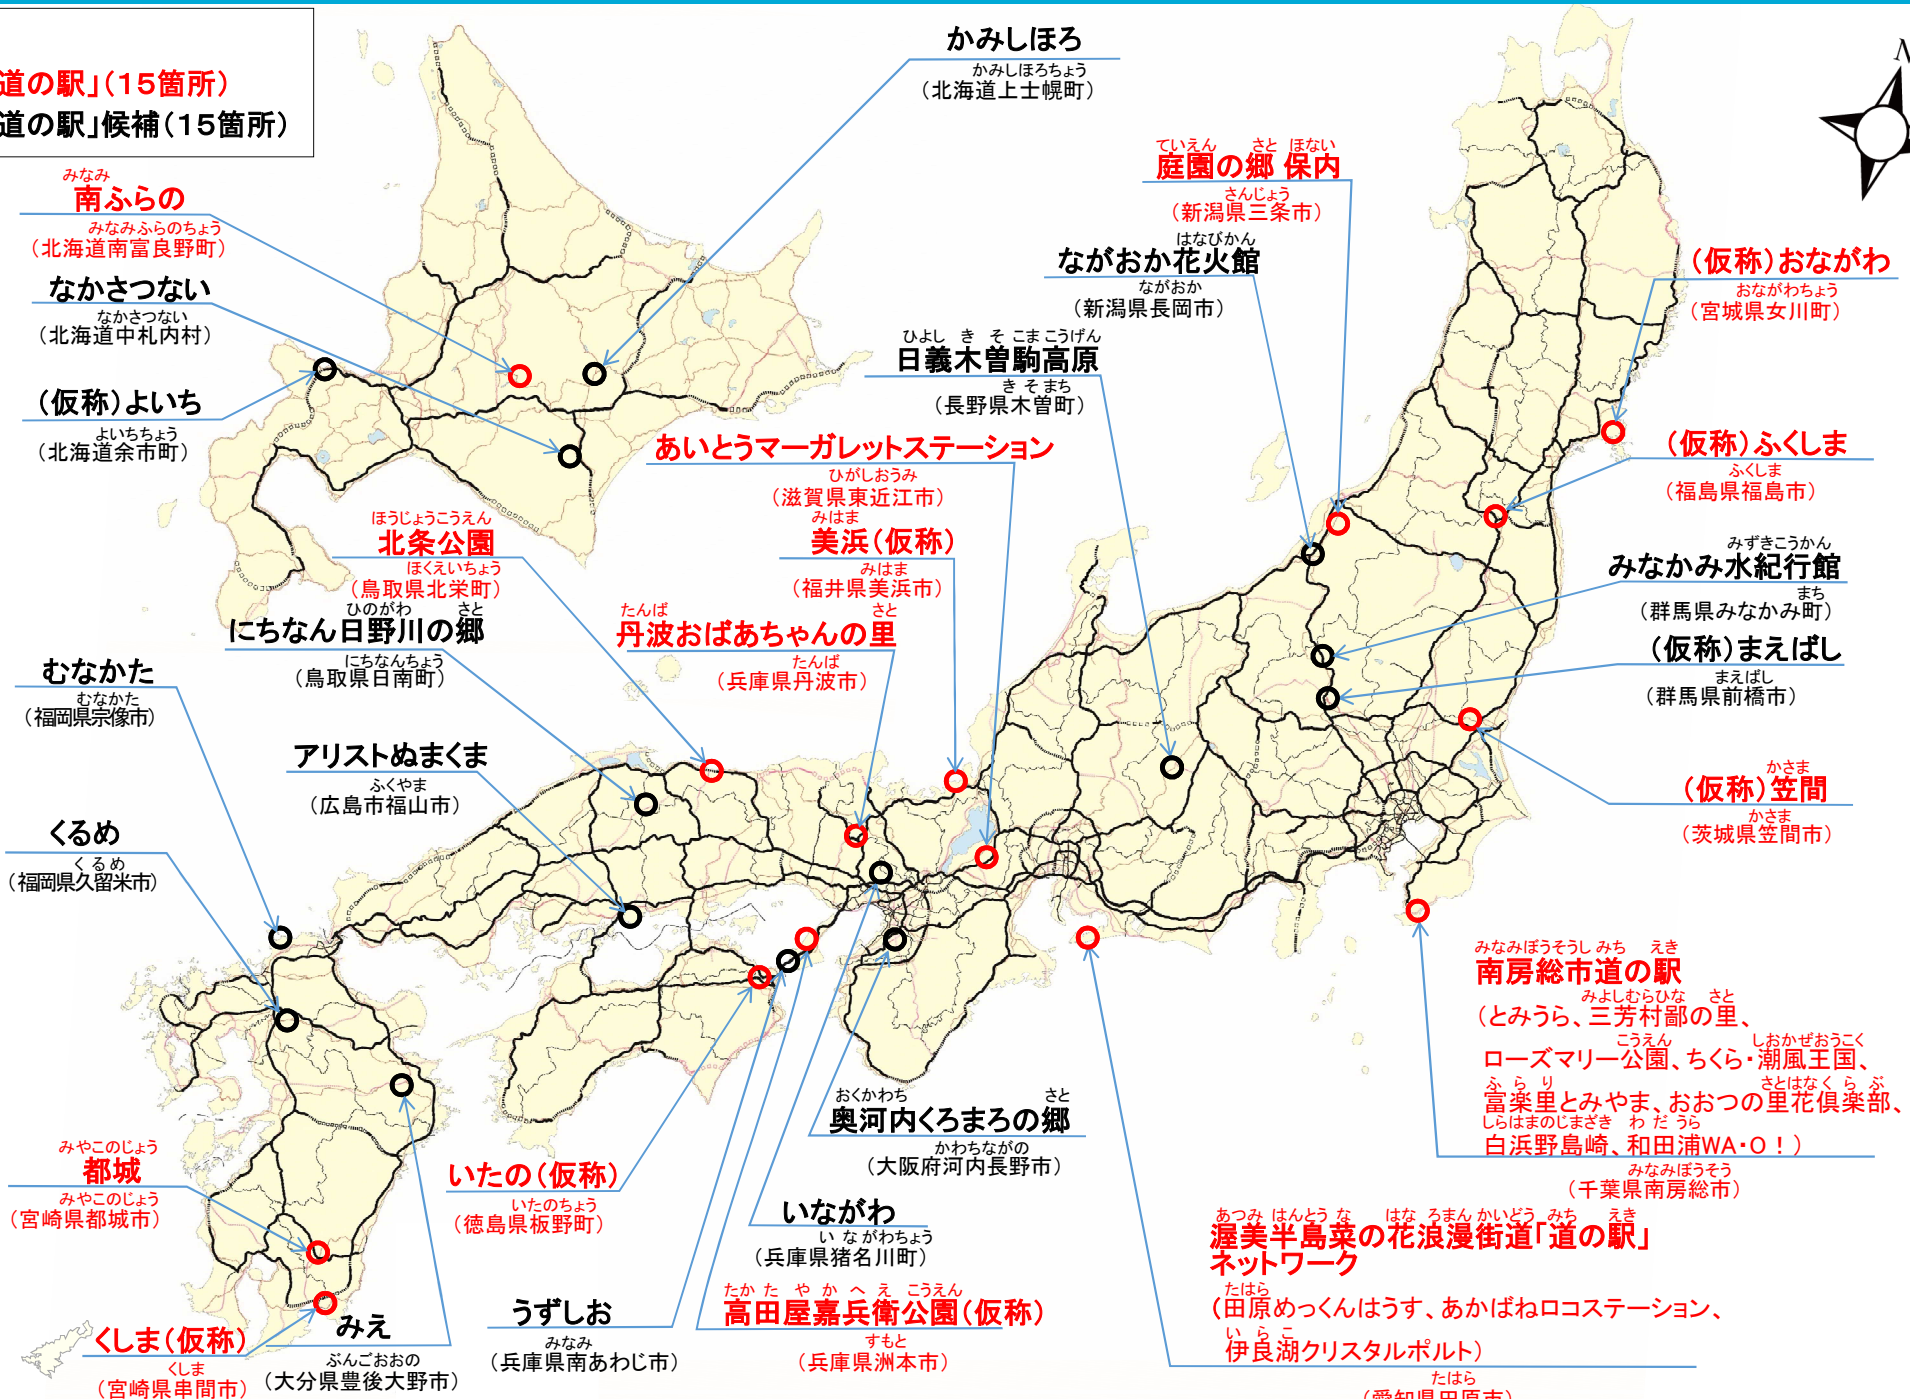 道の駅」(15箇所)
道の駅」候補(15箇所)
かみしほろ
かみしほろちょう
(北海道上士幌町)
N
みなみ
南ふらの
みなみふらのちょう
(北海道南富良野町)
なかさつない
なかさつない
(北海道中札内村)
(仮称)よいち
よいちちょう
(北海道余市町)
ていえん さと ほない
庭園の郷 保内
さんじょう
(新潟県三条市)
はなびかん
ながおか花火館
ながおか
(新潟県長岡市)
ひよし き そ こまこうげん
日義木曽駒高原
きそまち
(長野県木曽町)
(仮称)おながわ
おながわちょう
(宮城県女川町)
(仮称)ふくしま
ふくしま
(福島県福島市)
あいとうマーガレットステーション
ひがしおうみ
(滋賀県東近江市)
みはま
美浜(仮称)
みはま
(福井県美浜市)
ほうじょうこうえん
北条公園
ほくえいちょう
(鳥取県北栄町)
ひのがわ さと
にちなん日野川の郷
にちなんちょう
(鳥取県日南町)
たんば さと
丹波おばあちゃんの里
たんば
(兵庫県丹波市)
みずきこうかん
みなかみ水紀行館
まち
(群馬県みなかみ町)
(仮称)まえばし
まえばし
(群馬県前橋市)
むなかた
むなかた
(福岡県宗像市)
アリストぬまくま
ふくやま
(広島市福山市)
くるめ
くるめ
(福岡県久留米市)
かさま
(仮称)笠間
かさま
(茨城県笠間市)
みなみぼうそうし みち えき
南房総市道の駅
みよしむらひな さと
(とみうら、三芳村鄙の里、
こうえん しおかぜおうこく
ローズマリー公園、ちくら・潮風王国、
ふらり さとはなくらぶ
富楽里とみやま、おおつの里花倶楽部、
しらはまのじまざき わだうら
白浜野島崎、和田浦WA・O!)
みなみぼうそう
(千葉県南房総市)
おくかわち さと
奥河内くろまろの郷
かわちながの
(大阪府河内長野市)
みやこのじょう
都城
みやこのじょう
(宮崎県都城市)
いたの(仮称)
いたのちょう
(徳島県板野町)
いながわ
いながわちょう
(兵庫県猪名川町)
あつみ はんとう な はな ろまん かいどう みち えき
渥美半島菜の花浪漫街道「道の駅」
ネットワーク
たはら
(田原めっくんはうす、あかばねロコステーション、
いらこ
伊良湖クリスタルポルト)
たはら
(愛知県田原市)
たかた や か へ え こうえん
高田屋嘉兵衛公園(仮称)
すもと
(兵庫県洲本市)
うずしお
みなみ
(兵庫県南あわじ市)
くしま(仮称)
くしま
(宮崎県串間市)
みえ
ぶんごおおの
(大分県豊後大野市)